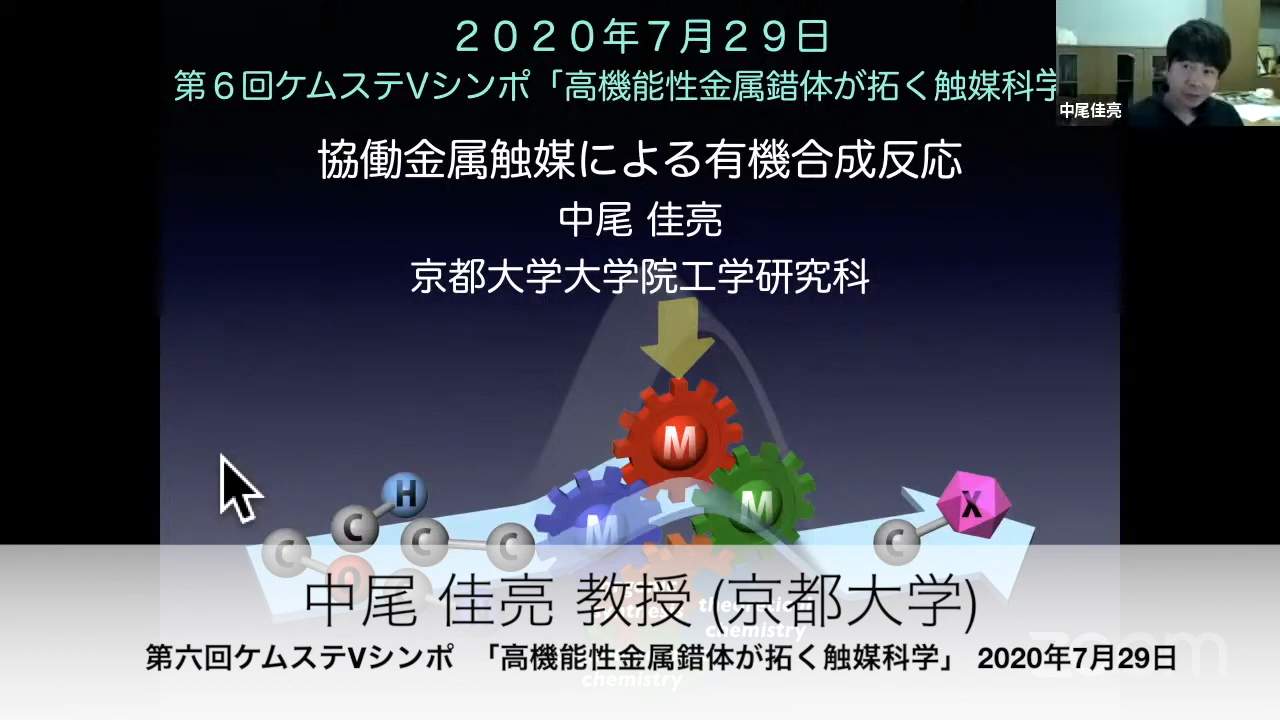 ２０２０年７月２９日
第６回ケムステVシンポ「高機能性金属錯体が拓く触媒科学
中尾佳亮
協働金属触媒による有機合成反応
中尾 佳亮
京都大学大学院工学研究科
M
M
M
H
C
C
C
C
O
C
X
theoretical
chemistry
中尾 佳亮 教授 (京都大学)
第六回ケムステVシンポ 「高機能性金属錯体が拓く触媒科学」 2020年7月29日
zoom
chemistry